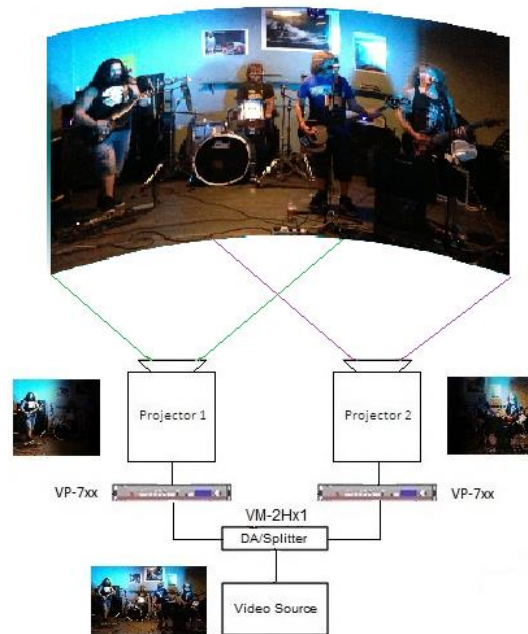 Projector 1
Projector 2
VP-7xx
VP-7xx
VM-2Hx1
DA/Splitter
Video Source